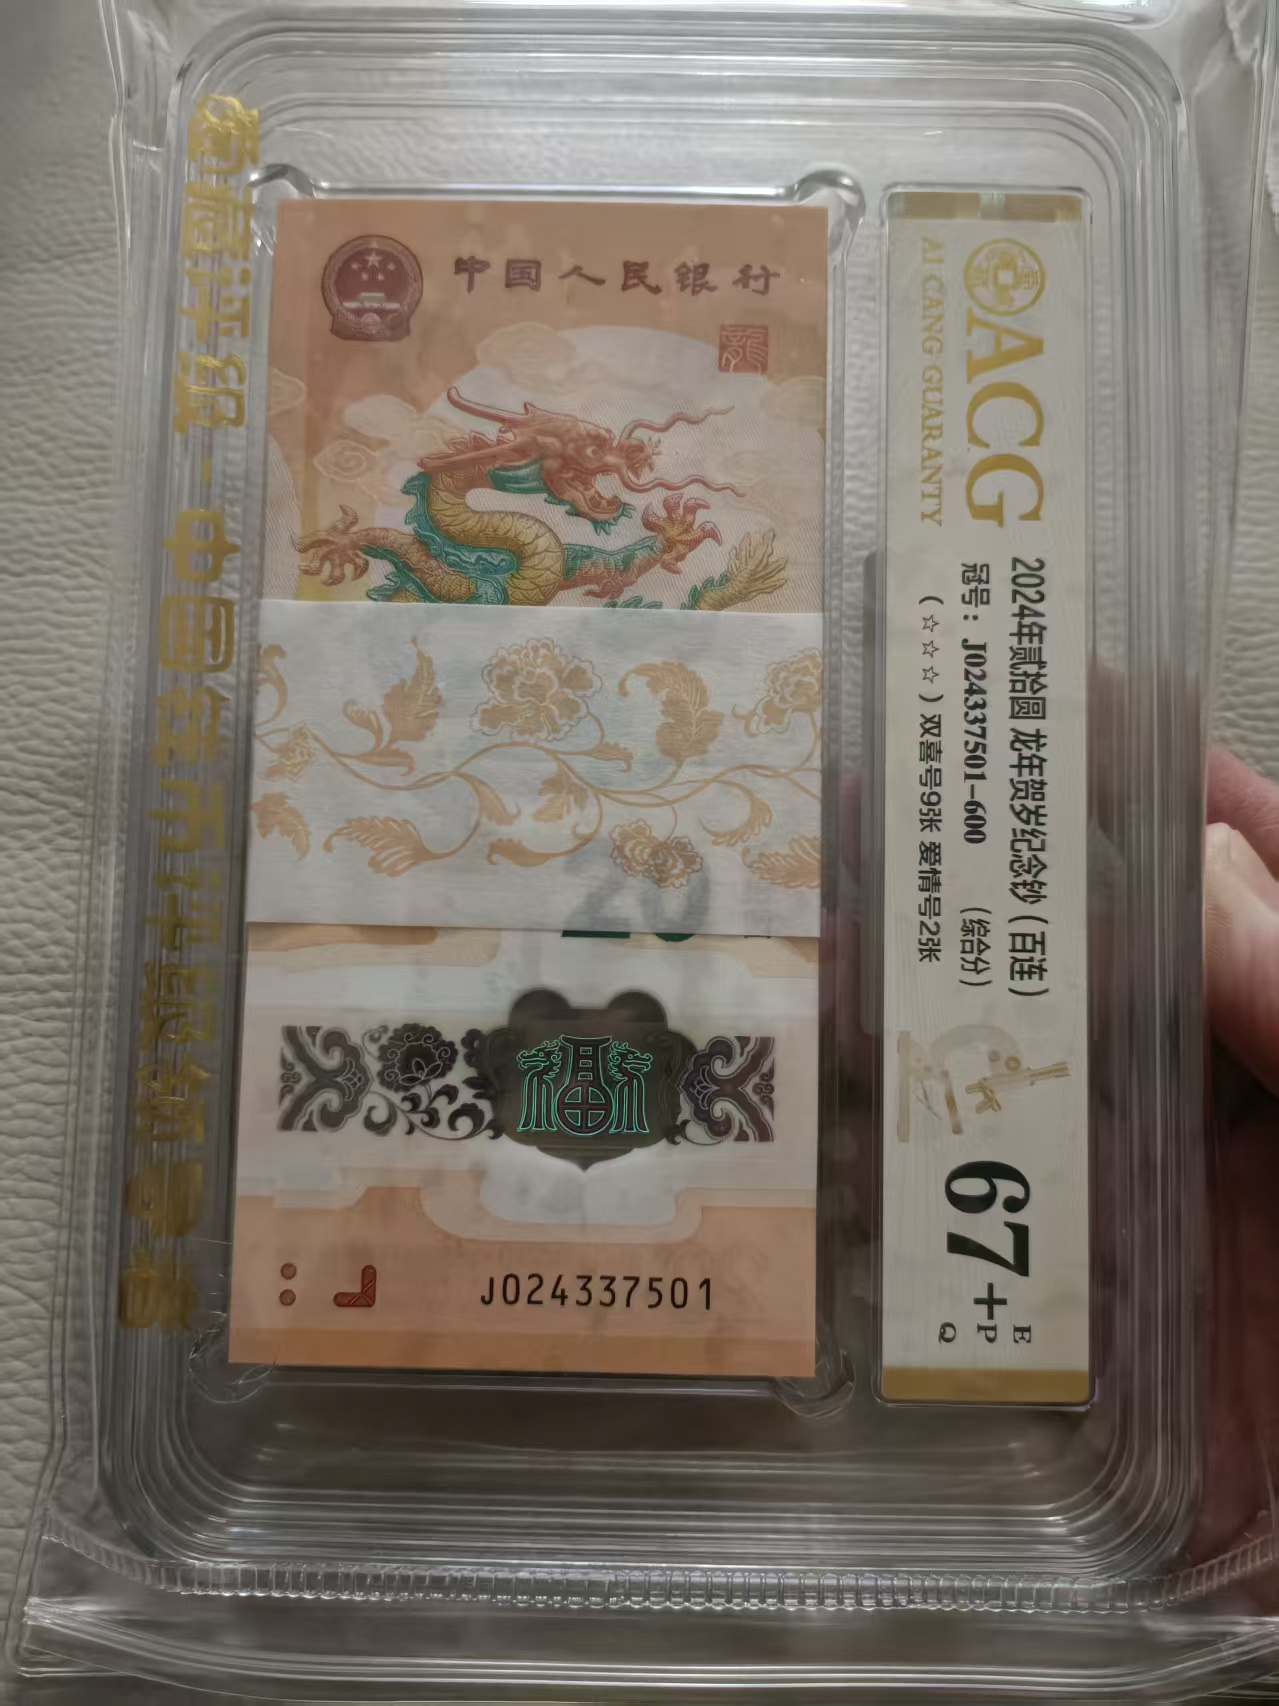 爱藏评级-中国钱币评级领导者
中国人民银行
龍
20
福
J024337501
ACG
AI CANG GUARANTY
2024年贰拾圆 龙年贺岁纪念钞（百连）
冠号：J024337501-600 （综合分）
（☆☆☆）双喜号9张 爱情号2张
67+
E
P
Q